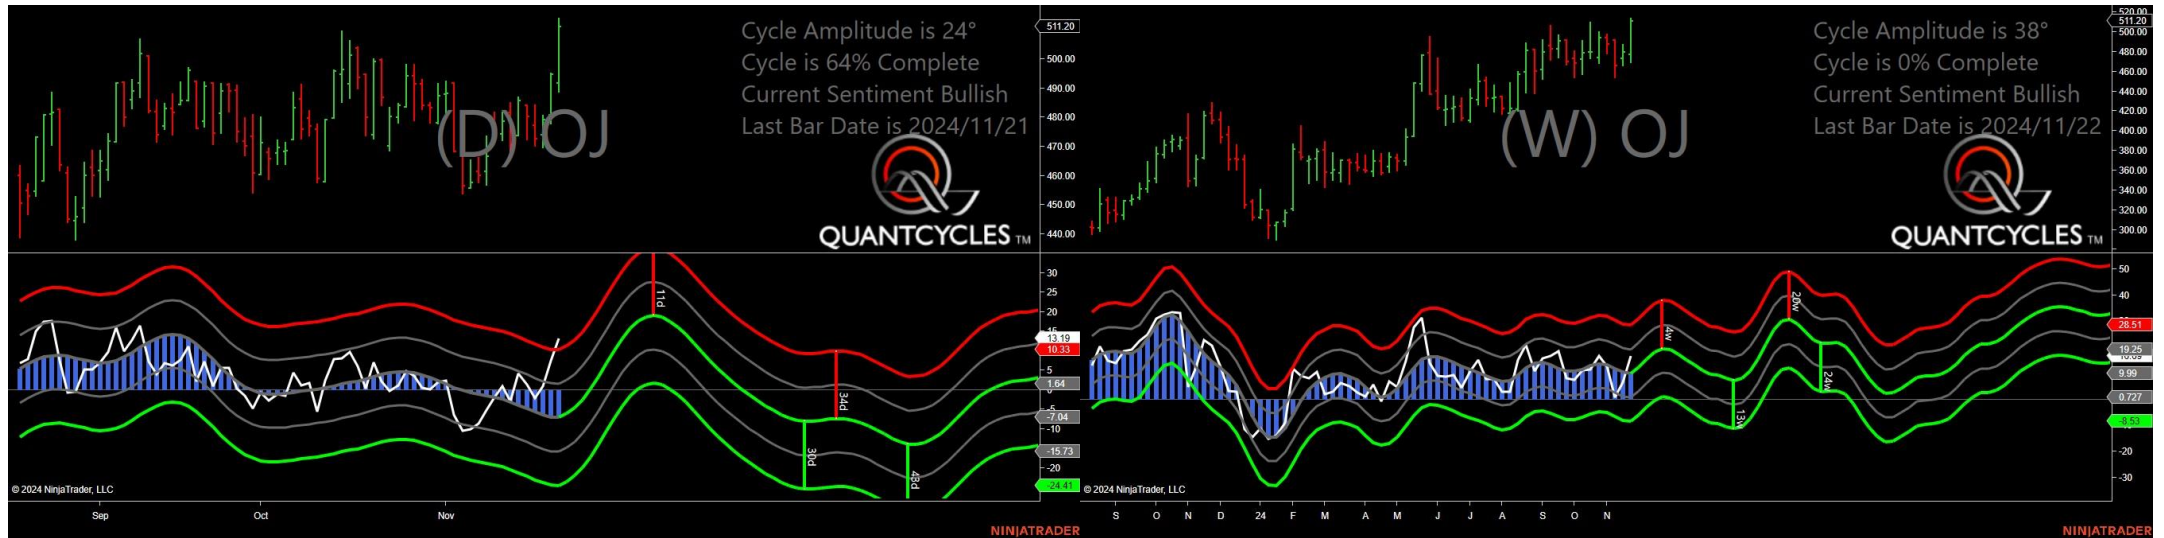 Cycle Amplitude is 24°
Cycle is 64% Complete
Current Sentiment Bullish
Last Bar Date is 2024/11/21
(D) OJ
QUANTCYCLES TM
511.20
500.00
490.00
480.00
470.00
460.00
450.00
440.00
30
25
20
13.19
10.33
5
1.64
0
-7.04
-10
-15.73
-20
-24.41
11d
34d
30d
43d
© 2024 NinjaTrader, LLC
Sep Oct Nov
NINJATRADER
Cycle Amplitude is 38°
Cycle is 0% Complete
Current Sentiment Bullish
Last Bar Date is 2024/11/22
(W) OJ
QUANTCYCLES TM
520.00
511.20
500.00
480.00
460.00
440.00
420.00
400.00
380.00
360.00
340.00
320.00
300.00
50
40
28.51
19.25
9.99
0.727
-8.53
-20
-30
4w
20w
13w
24w
© 2024 NinjaTrader, LLC
S O N D 24 F M A M J J A S O N
NINJATRADER